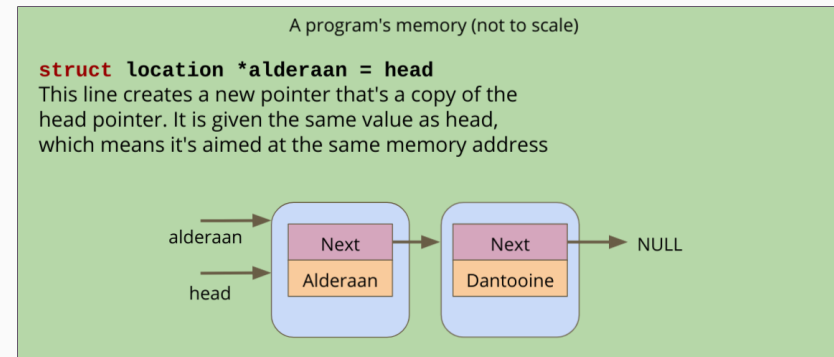 A program's memory (not to scale)
struct location *alderaan = head
This line creates a new pointer that's a copy of the
head pointer. It is given the same value as head,
which means it's aimed at the same memory address
alderaan
head
Next
Alderaan
Next
Dantooine
NULL